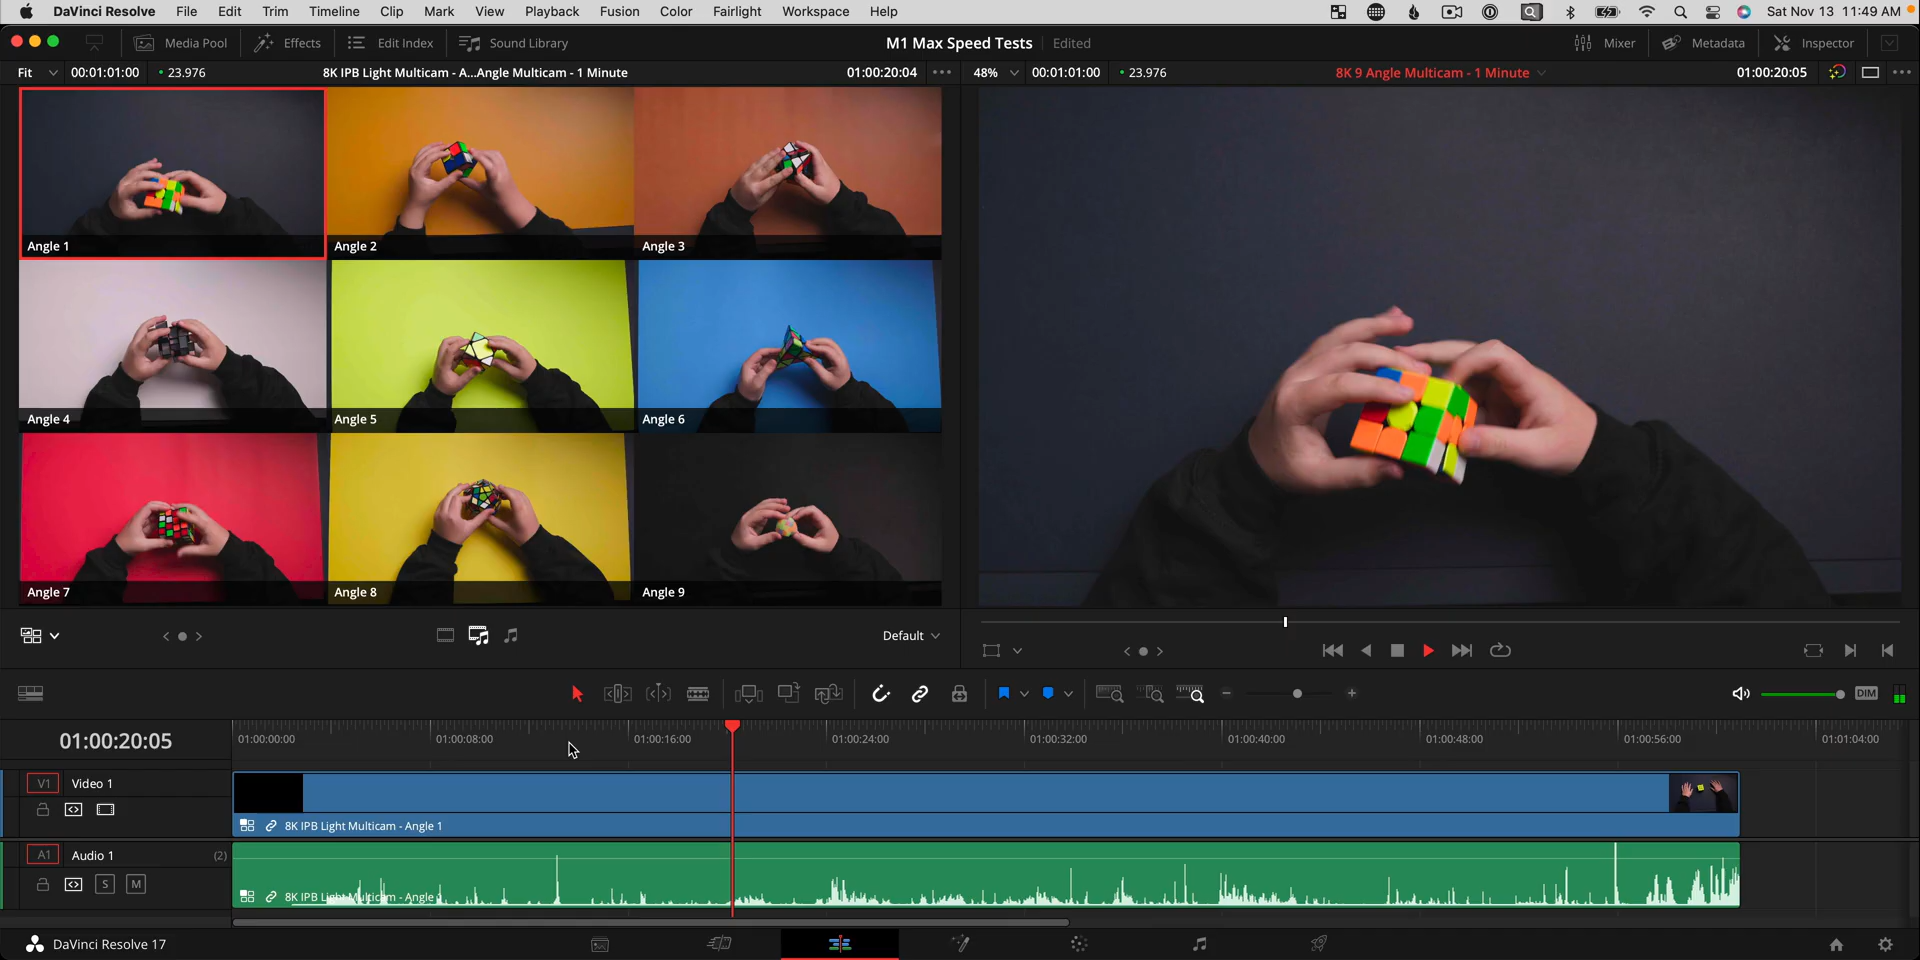 DaVinci Resolve File Edit Trim Timeline Clip Mark View Playback Fusion Color Fairlight Workspace Help Sat Nov 13 11:49 AM
Media Pool Effects Edit Index Sound Library M1 Max Speed Tests Edited Mixer Metadata Inspector
Fit 00:01:01:00 23.976 8K IPB Light Multicam - A...Angle Multicam - 1 Minute 01:00:20:04 ••• 48% 00:01:01:00 23.976 8K 9 Angle Multicam - 1 Minute 01:00:20:05 •••
Angle 1 Angle 2 Angle 3
Angle 4 Angle 5 Angle 6
Angle 7 Angle 8 Angle 9
Default
DIM
01:00:20:05 01:00:00:00 01:00:08:00 01:00:16:00 01:00:24:00 01:00:32:00 01:00:40:00 01:00:48:00 01:00:56:00 01:01:04:00
V1 Video 1
8K IPB Light Multicam - Angle 1
A1 Audio 1 (2)
S M
8K IPB Light Multicam - Angle
DaVinci Resolve 17